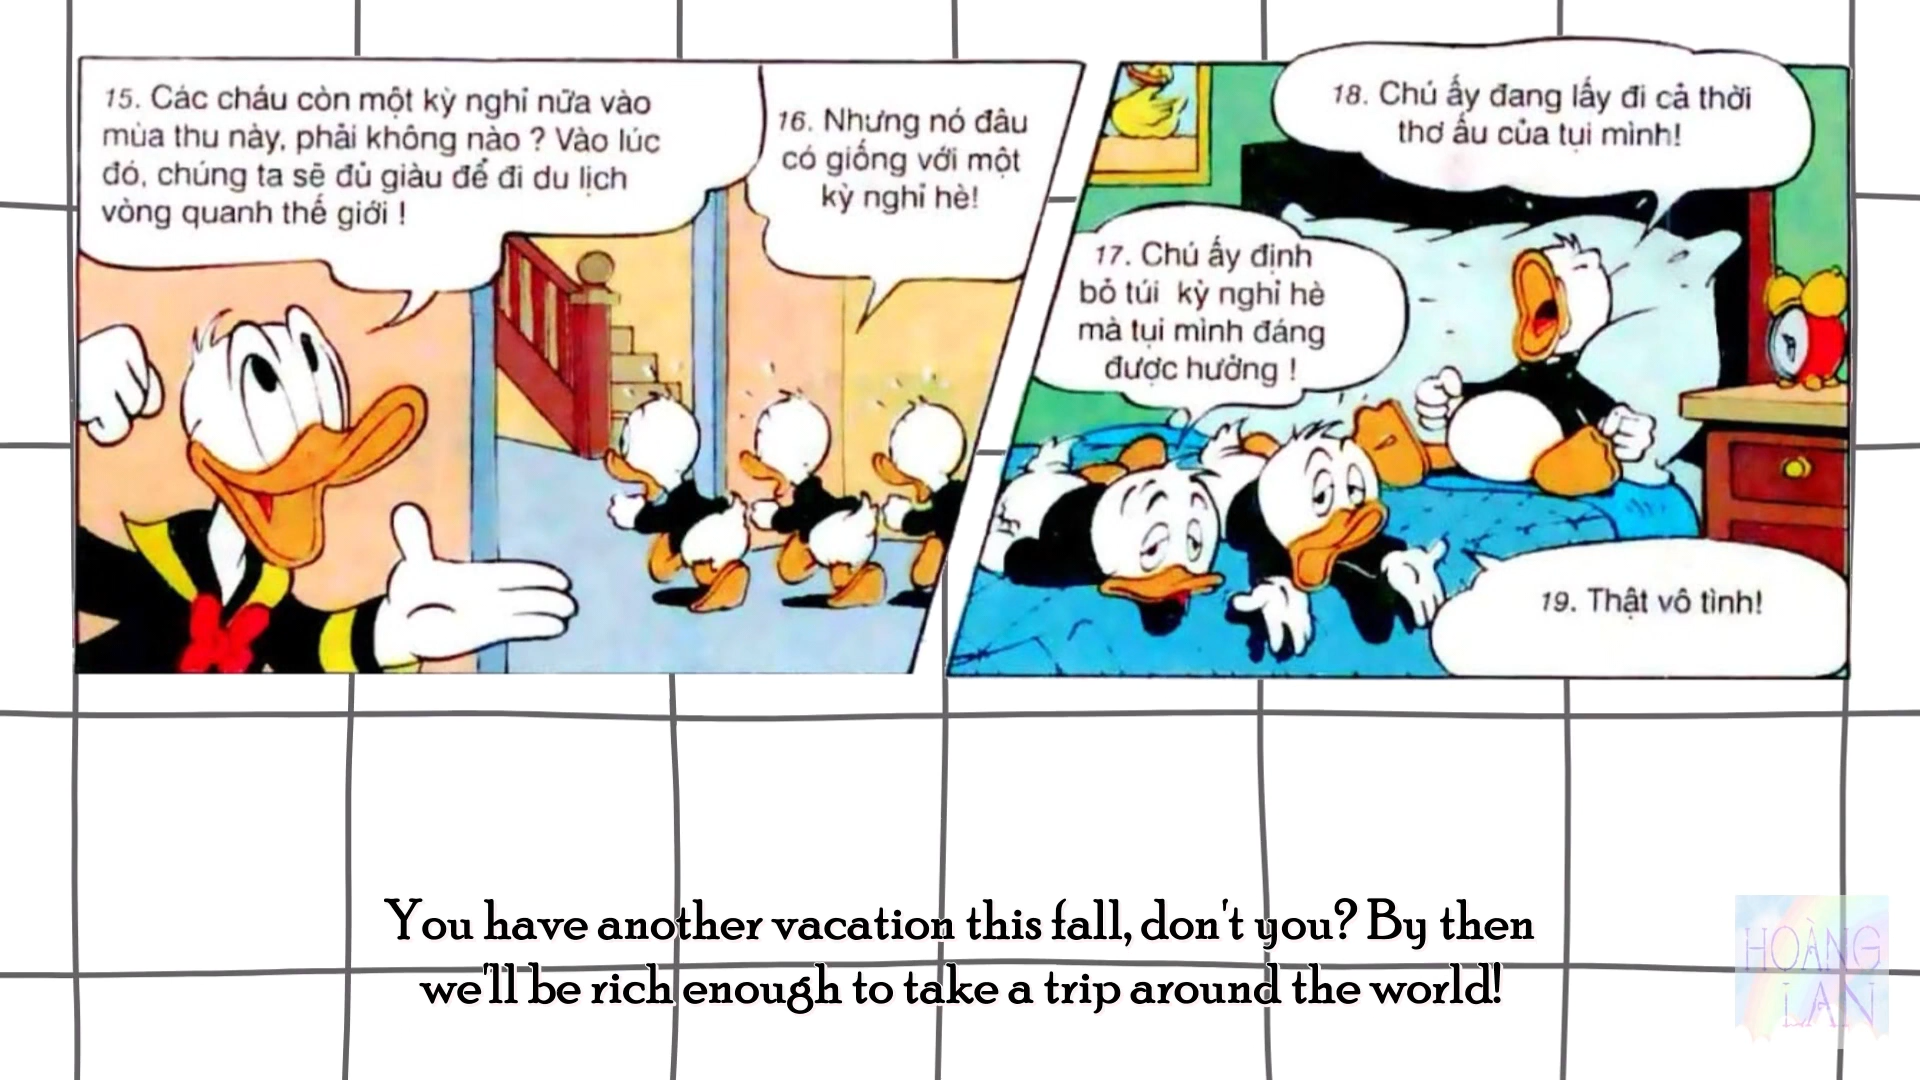 15. Các cháu còn một kỳ nghỉ nữa vào
mùa thu này, phải không nào ? Vào lúc
đó, chúng ta sẽ đủ giàu để đi du lịch
vòng quanh thế giới !
16. Nhưng nó đâu
có giống với một
kỳ nghỉ hè!
17. Chú ấy định
bỏ túi kỳ nghỉ hè
mà tụi mình đáng
được hưởng !
18. Chú ấy đang lấy đi cả thời
thơ ấu của tụi mình!
19. Thật vô tình!
You have another vacation this fall, don't you? By then
we'll be rich enough to take a trip around the world!
HOÀNG
LAN